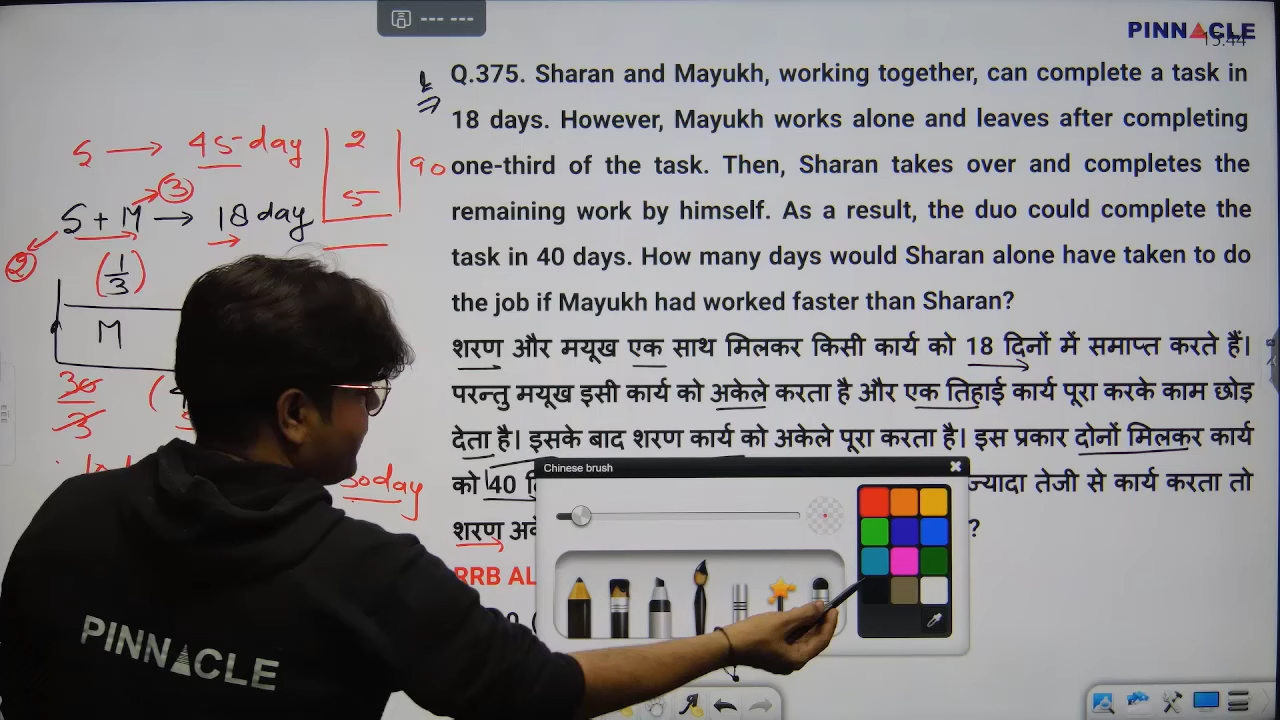 PINNACLE
15:44
Q.375. Sharan and Mayukh, working together, can complete a task in
18 days. However, Mayukh works alone and leaves after completing
one-third of the task. Then, Sharan takes over and completes the
remaining work by himself. As a result, the duo could complete the
task in 40 days. How many days would Sharan alone have taken to do
the job if Mayukh had worked faster than Sharan?
शरण और मयूख एक साथ मिलकर किसी कार्य को 18 दिनों में समाप्त करते हैं।
परन्तु मयूख इसी कार्य को अकेले करता है और एक तिहाई कार्य पूरा करके काम छोड़
देता है। इसके बाद शरण कार्य को अकेले पूरा करता है। इस प्रकार दोनों मिलकर कार्य
को 40 ज्यादा तेजी से कार्य करता तो
शरण ?
RRB AL
S → 45-day 2
5 90
3
S + M → 18 day
2
(1/3)
M
30
3
30day
Chinese brush
PINNACLE